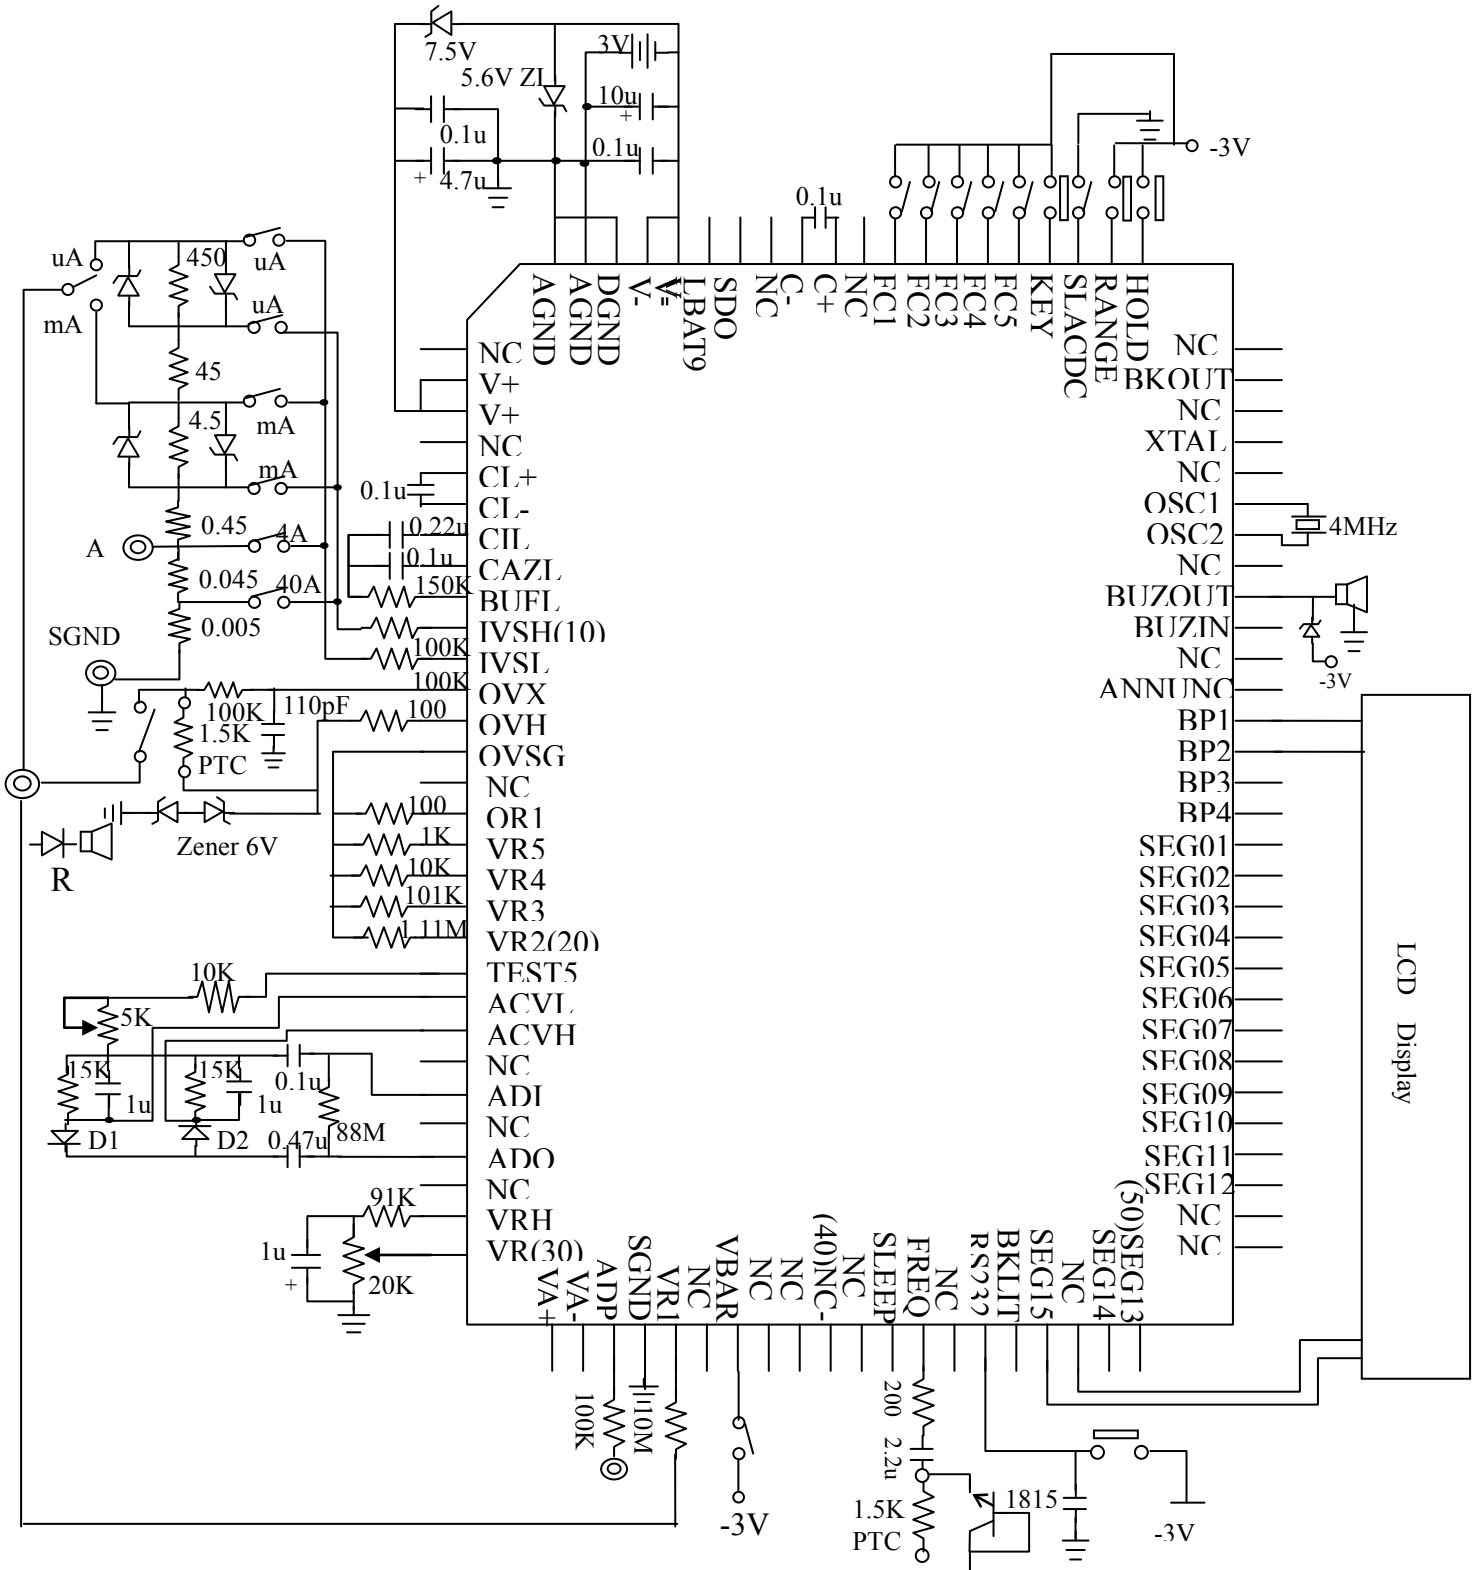 7.5V
5.6V ZL
3V
10u
+
0.1u
0.1u
+
4.7u
0.1u
-3V
uA
450
uA
uA
mA
45
4.5
mA
mA
0.45
4A
A
0.045
40A
0.005
SGND
AGND
AGND
DGND
V-
LBAT9
SDO
NC
C-
C+
NC
FC1
FC2
FC3
FC4
FC5
KEY
SLACDC
RANGE
HOLD
NC
V+
V+
NC
0.1u
CL+
CL-
0.22u
CIL
0.1u
CAZL
150K
BUFL
IVSH(10)
100K
IVSL
100K
OVX
100K
110pF
100
OVH
1.5K
PTC
OVSG
NC
100
OR1
Zener 6V
1K
VR5
R
10K
VR4
101K
VR3
1.11M
VR2(20)
10K
TEST5
5K
ACVL
ACVH
NC
15K
15K
0.1u
1u
1u
ADI
88M
NC
D1
D2
0.47u
ADO
NC
91K
VRH
1u
+
20K
VR(30)
NC
BKOUT
NC
XTAL
NC
OSC1
OSC2
4MHz
NC
BUZOUT
BUZIN
NC
-3V
ANNUNC
BP1
BP2
BP3
BP4
SEG01
SEG02
SEG03
SEG04
SEG05
SEG06
SEG07
SEG08
SEG09
SEG10
SEG11
SEG12
NC
NC
LCD Display
VA+
VA-
ADP
SGND
VR1
NC
VBAR
NC
NC
(40)NC-
NC
SLEEP
FREQ
NC
RS232
BKLIT
SEG15
NC
SEG14
(50)SEG13
100K
10M
-3V
200
2.2u
1.5K
PTC
1815
-3V